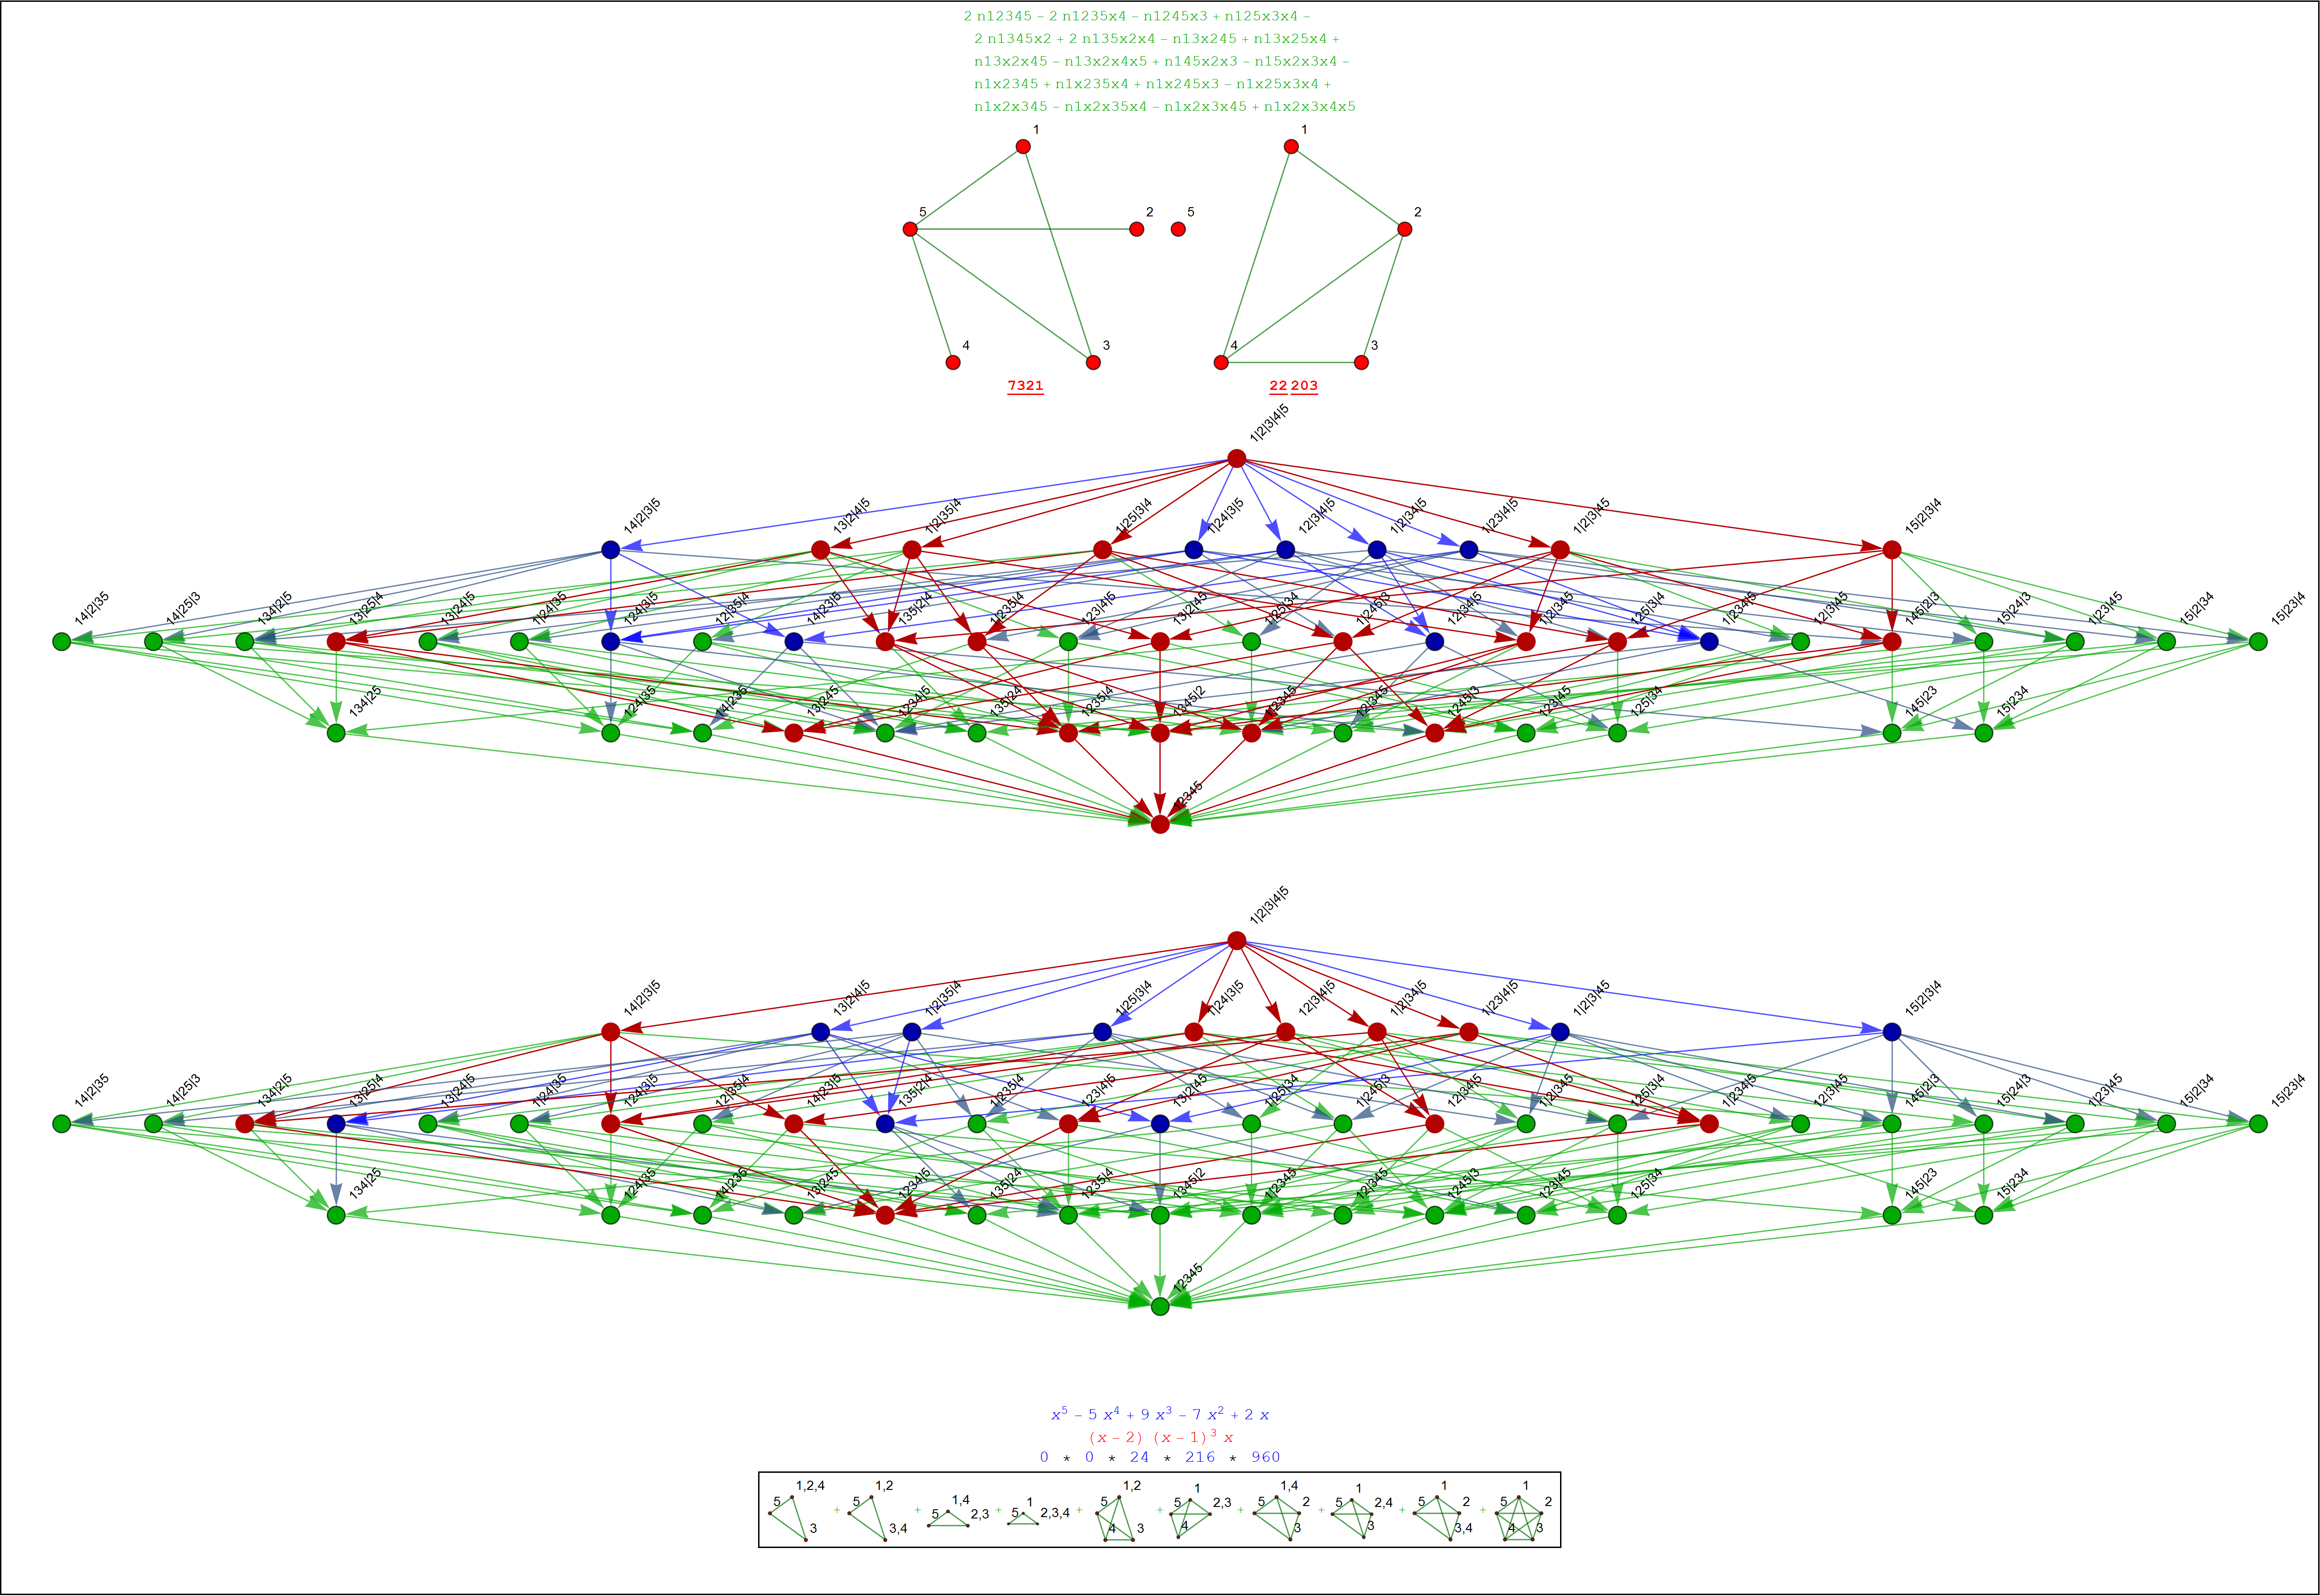 2 n12345 − 2 n1235x4 − n1245x3 + n125x3x4 −
2 n1345x2 + 2 n135x2x4 − n13x245 + n13x25x4 +
n13x2x45 − n13x2x4x5 + n145x2x3 − n15x2x3x4 −
n1x2345 + n1x235x4 + n1x245x3 − n1x25x3x4 +
n1x2x345 − n1x2x35x4 − n1x2x3x45 + n1x2x3x4x5
1 1
5 2 5 2
4 3 4 3
7321 22 203
1|2|3|4|5
14|2|3|5 13|2|4|5 1|2|35|4 1|25|3|4 1|24|3|5 12|3|4|5 1|2|34|5 1|23|4|5 1|2|3|45 15|2|3|4
14|2|35 14|25|3 134|2|5 13|25|4 13|24|5 1|24|35 124|3|5 12|35|4 14|23|5 135|2|4 1|235|4 123|4|5 13|2|45 1|25|34 1|245|3 12|34|5 1|2|345 125|3|4 1|234|5 12|3|45 145|2|3 15|24|3 1|23|45 15|2|34 15|23|4
134|25 124|35 14|235 13|245 1234|5 135|24 1235|4 1345|2 1|2345 12|345 1245|3 123|45 125|34 145|23 15|234
12345
1|2|3|4|5
14|2|3|5 13|2|4|5 1|2|35|4 1|25|3|4 1|24|3|5 12|3|4|5 1|2|34|5 1|23|4|5 1|2|3|45 15|2|3|4
14|2|35 14|25|3 134|2|5 13|25|4 13|24|5 1|24|35 124|3|5 12|35|4 14|23|5 135|2|4 1|235|4 123|4|5 13|2|45 1|25|34 1|245|3 12|34|5 1|2|345 125|3|4 1|234|5 12|3|45 145|2|3 15|24|3 1|23|45 15|2|34 15|23|4
134|25 124|35 14|235 13|245 1234|5 135|24 1235|4 1345|2 1|2345 12|345 1245|3 123|45 125|34 145|23 15|234
12345
x⁵ − 5 x⁴ + 9 x³ − 7 x² + 2 x
(x − 2) (x − 1)³ x
0 * 0 * 24 * 216 * 960
5 1,2,4 3 + 5 1,2 3,4 + 5 1,4 2,3 + 5 1 2,3,4 + 5 1,2 4 3 + 5 1 2,3 4 + 5 1,4 2 3 + 5 1 2,4 3 + 5 1 2 3,4 + 5 1 2 4 3